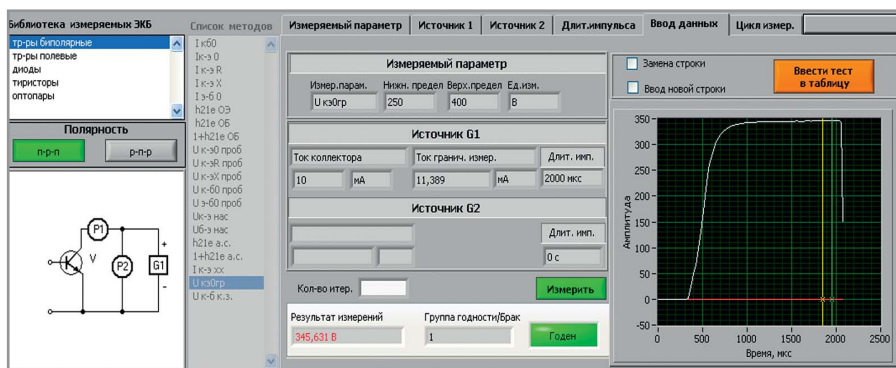 Библиотека измеряемых ЭКБ
тр-ры биполярные
тр-ры полевые
диоды
тиристоры
оптопары
Полярность
n-p-n
p-n-p
P1
P2
V
G1
+
-
Список методов
I кб0
Iк-э 0
I к-э R
I к-э X
I э-б 0
h21е ОЭ
h21е ОБ
1+h21е ОБ
U к-э0 проб
U к-эR проб
U к-эX проб
U к-б0 проб
U э-б0 проб
Uк-э нас
Uб-э нас
h21е а.с.
1+h21е а.с.
I к-э хх
U кэ0гр
U к-б к.з.
Измеряемый параметр
Источник 1
Источник 2
Длит.импульса
Ввод данных
Цикл измер.
Измеряемый параметр
Измер.парам. Нижн. предел Верх.предел Ед.изм.
U кэ0гр 250 400 В
Источник G1
Ток коллектора Ток гранич. измер. Длит. имп.
10 мА 11,389 мА 2000 мкс
Источник G2
Длит. имп.
0 с
Кол-во итер.
Измерить
Результат измерений Группа годности/Брак
345,631 В 1 Годен
Замена строки
Ввод новой строки
Ввести тест
в таблицу
Амплитуда
350
300
250
200
150
100
50
0
-50
0 500 1000 1500 2000 2500
Время, мкс